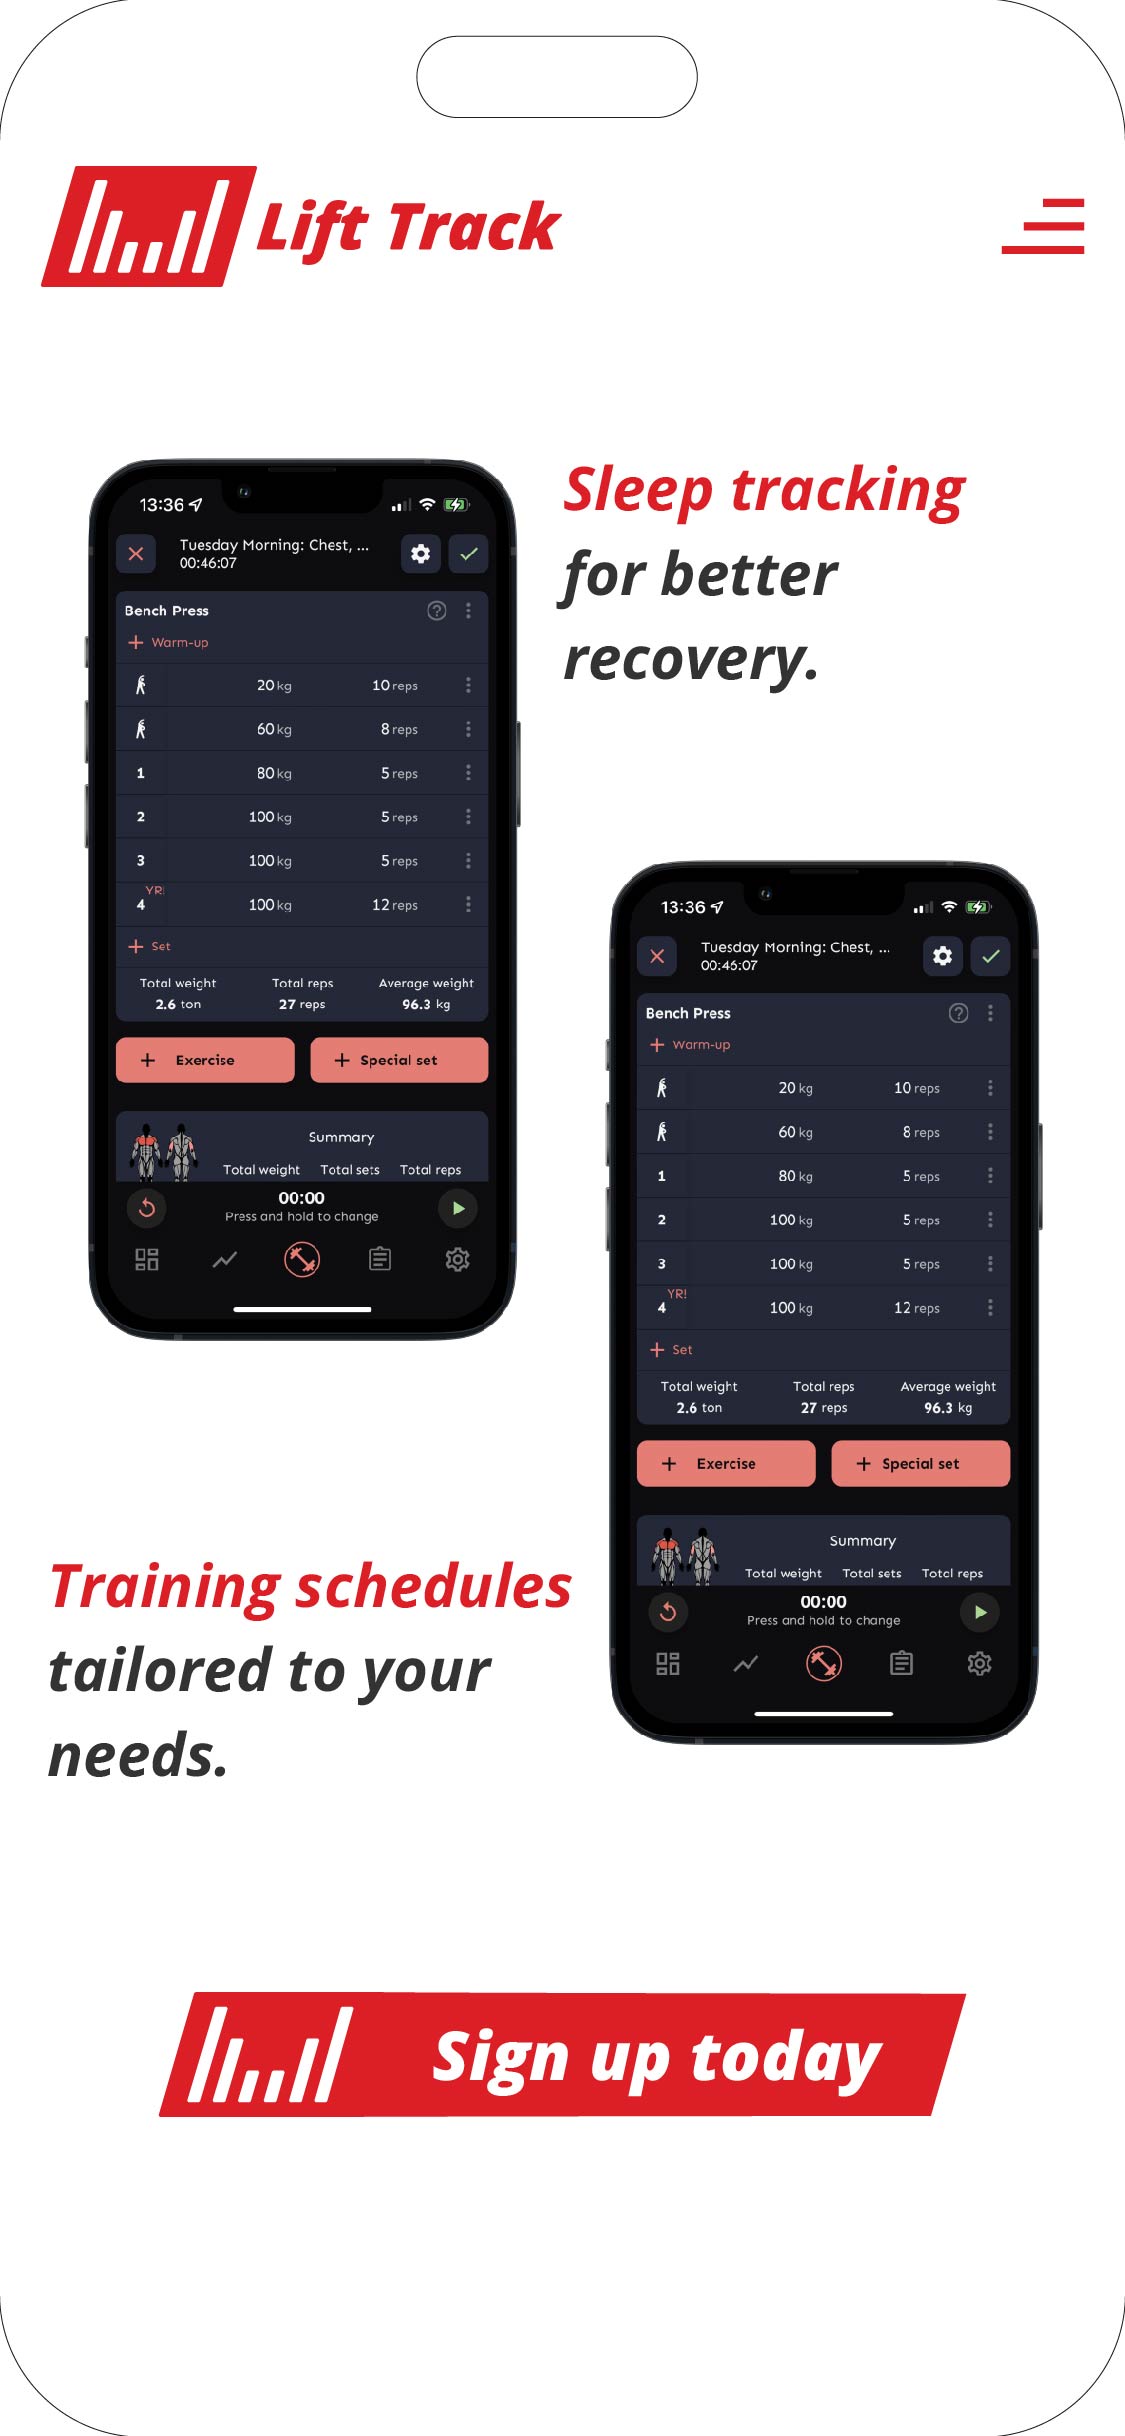 Lift Track
Sleep tracking
for better
recovery.
13:36
Tuesday Morning: Chest, ...
00:46:07
Bench Press
+ Warm-up
20 kg 10 reps
60 kg 8 reps
1 80 kg 5 reps
2 100 kg 5 reps
3 100 kg 5 reps
YR!
4 100 kg 12 reps
+ Set
Total weight Total reps Average weight
2.6 ton 27 reps 96.3 kg
+ Exercise + Special set
Summary
Total weight Total sets Total reps
00:00
Press and hold to change
13:36
Tuesday Morning: Chest, ...
00:46:07
Bench Press
+ Warm-up
20 kg 10 reps
60 kg 8 reps
1 80 kg 5 reps
2 100 kg 5 reps
3 100 kg 5 reps
YR!
4 100 kg 12 reps
+ Set
Total weight Total reps Average weight
2.6 ton 27 reps 96.3 kg
+ Exercise + Special set
Summary
Total weight Total sets Total reps
00:00
Press and hold to change
Training schedules
tailored to your
needs.
Sign up today